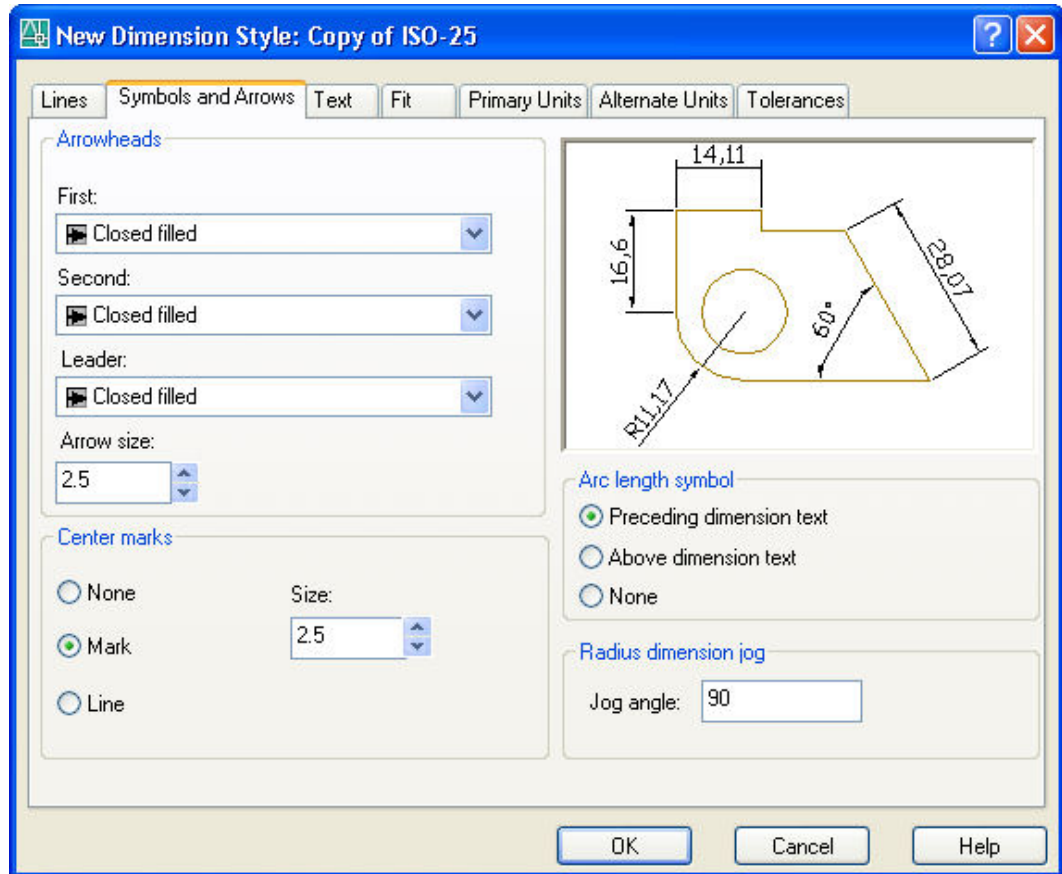 New Dimension Style: Copy of ISO-25
Lines Symbols and Arrows Text Fit Primary Units Alternate Units Tolerances
Arrowheads
First:
Closed filled
Second:
Closed filled
Leader:
Closed filled
Arrow size:
2.5
Center marks
None
Mark
Line
Size:
2.5
14,11
16,6
28,07
60°
R11,17
Arc length symbol
Preceding dimension text
Above dimension text
None
Radius dimension jog
Jog angle: 90
OK Cancel Help